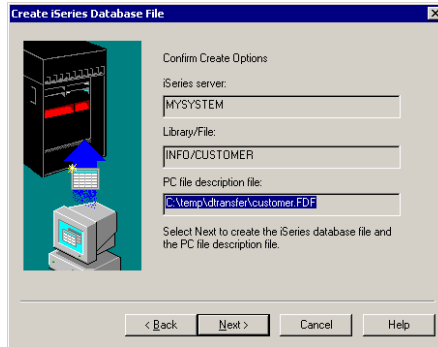 Create iSeries Database File
Confirm Create Options
iSeries server:
MYSYSTEM
Library/File:
INFO/CUSTOMER
PC file description file:
C:\temp\dtransfer\customer.FDF
Select Next to create the iSeries database file and
the PC file description file.
< Back
Next >
Cancel
Help